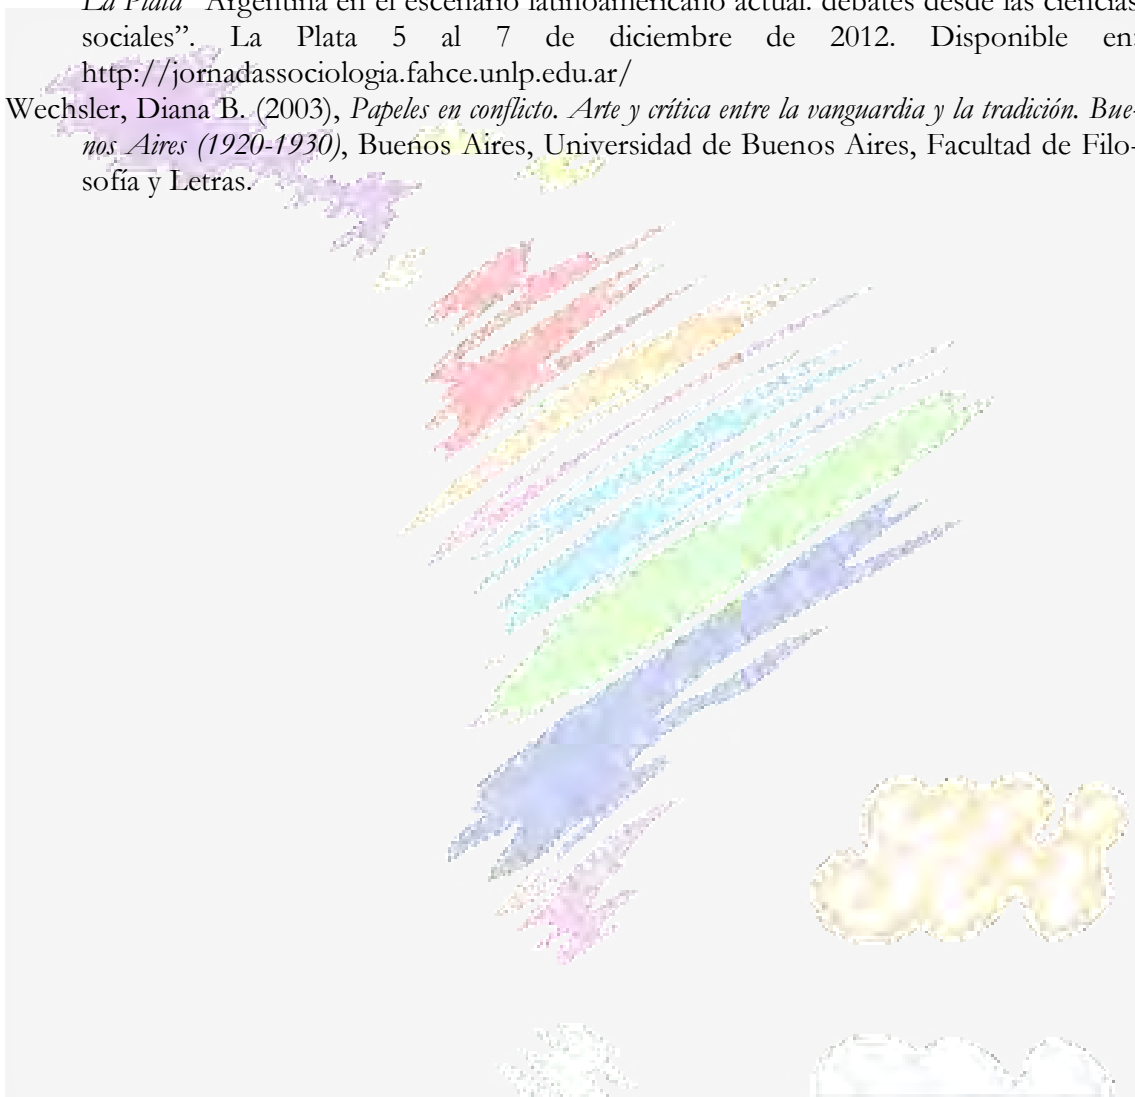 La Plata "Argentina en el escenario latinoamericano actual: debates desde las ciencias
sociales”. La Plata 5 al 7 de diciembre de 2012. Disponible en:
http://jornadassociologia.fahce.unlp.edu.ar/
Wechsler, Diana B. (2003), Papeles en conflicto. Arte y crítica entre la vanguardia y la tradición. Bue-
nos Aires (1920-1930), Buenos Aires, Universidad de Buenos Aires, Facultad de Filo-
sofía y Letras.